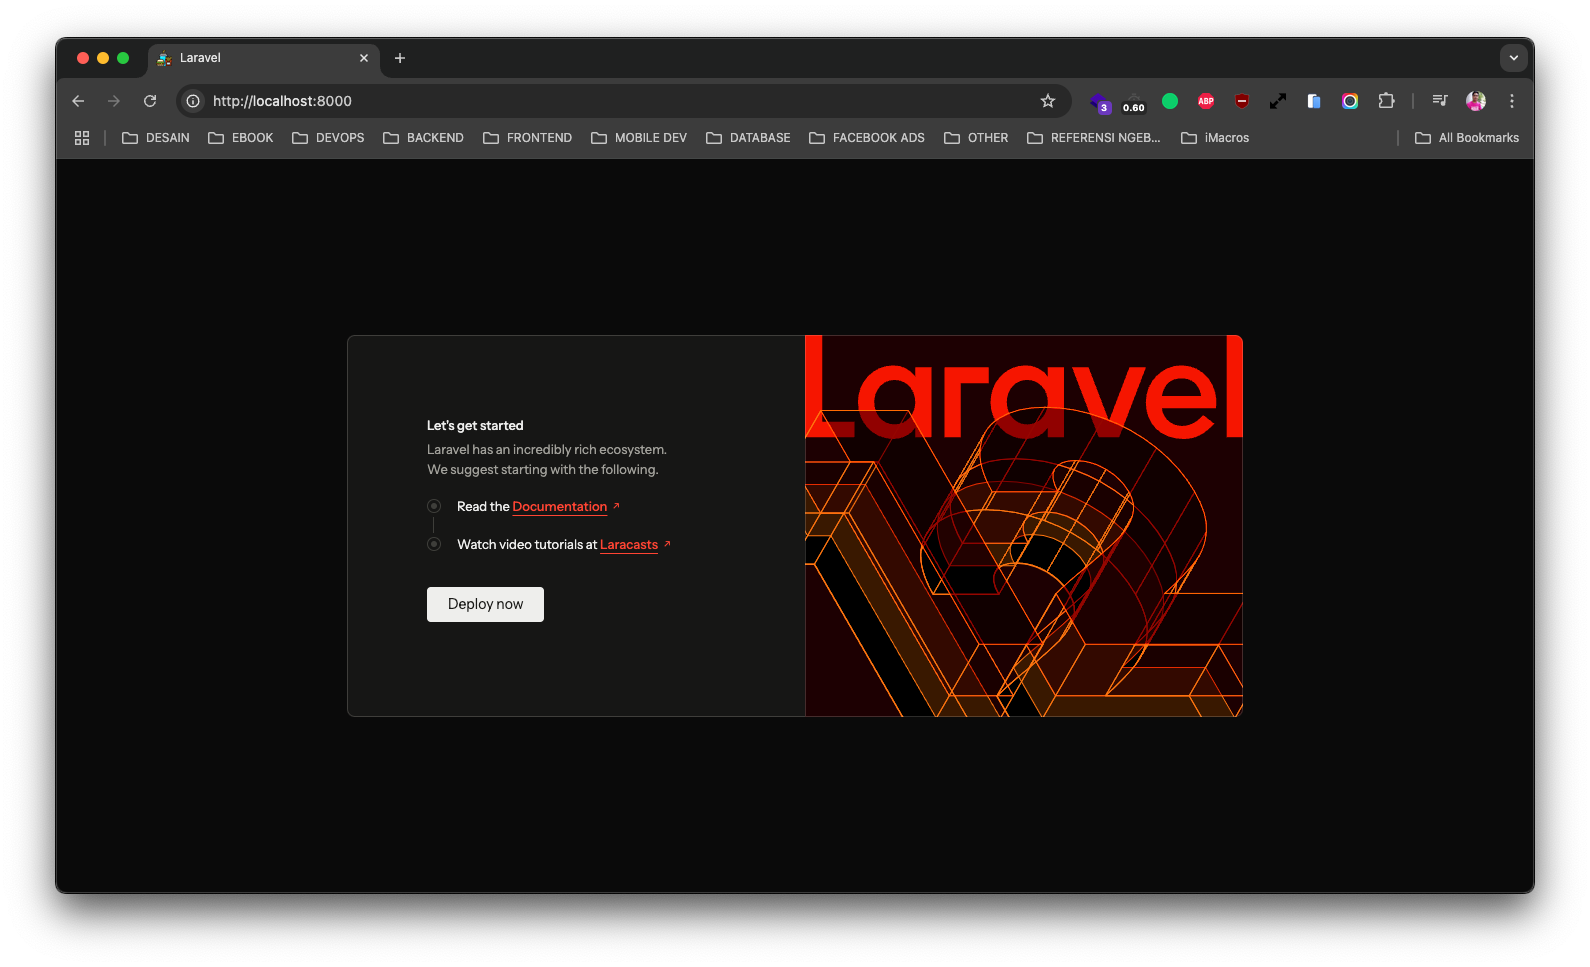 Laravel
http://localhost:8000
3
0.60
ABP
DESAIN
EBOOK
DEVOPS
BACKEND
FRONTEND
MOBILE DEV
DATABASE
FACEBOOK ADS
OTHER
REFERENSI NGEB...
iMacros
All Bookmarks
Let's get started
Laravel has an incredibly rich ecosystem.
We suggest starting with the following.
Read the Documentation
Watch video tutorials at Laracasts
Deploy now
Laravel